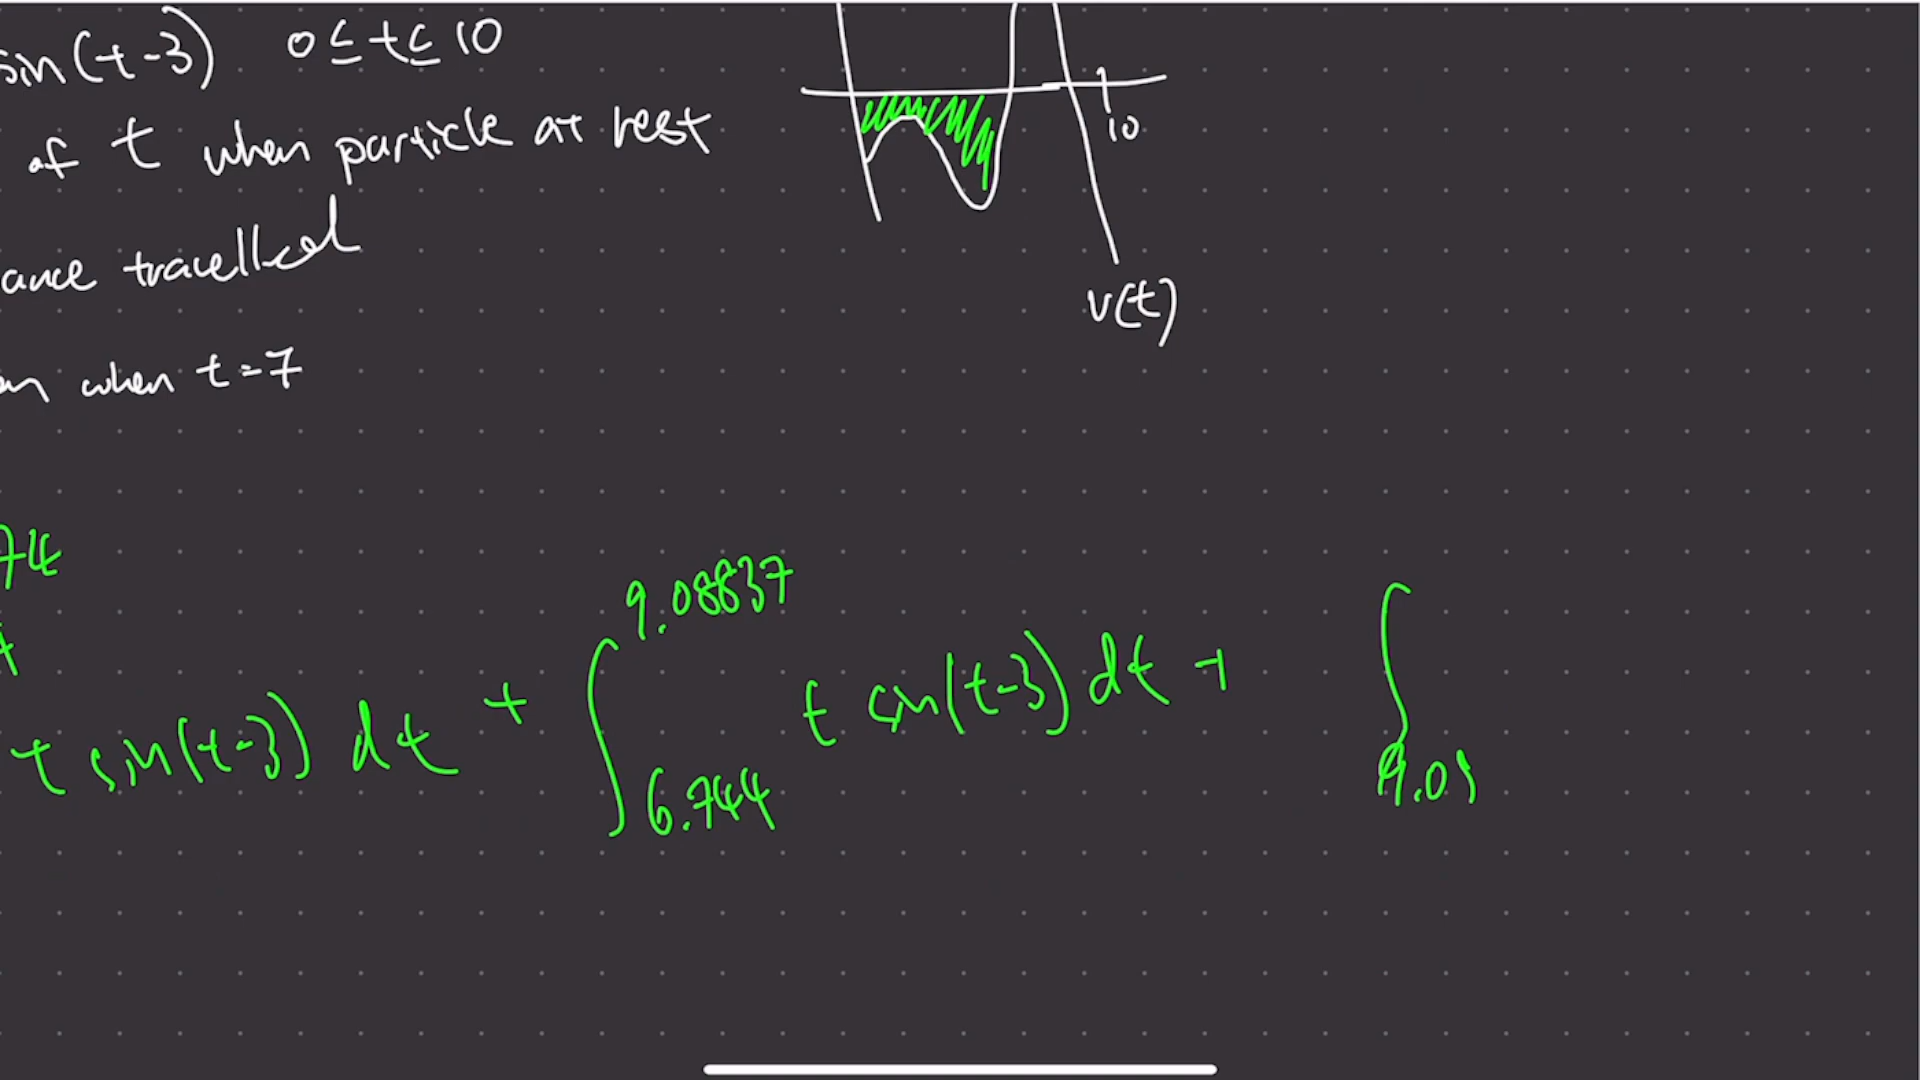 sin(t-3) 0 ≤ t ≤ 10
of t when particle at rest
10
ance travelled
v(t)
when t=7
74
9.08837
t sin(t-3) dt + ∫ t sin(t-3) dt + ∫
6.744 9.09